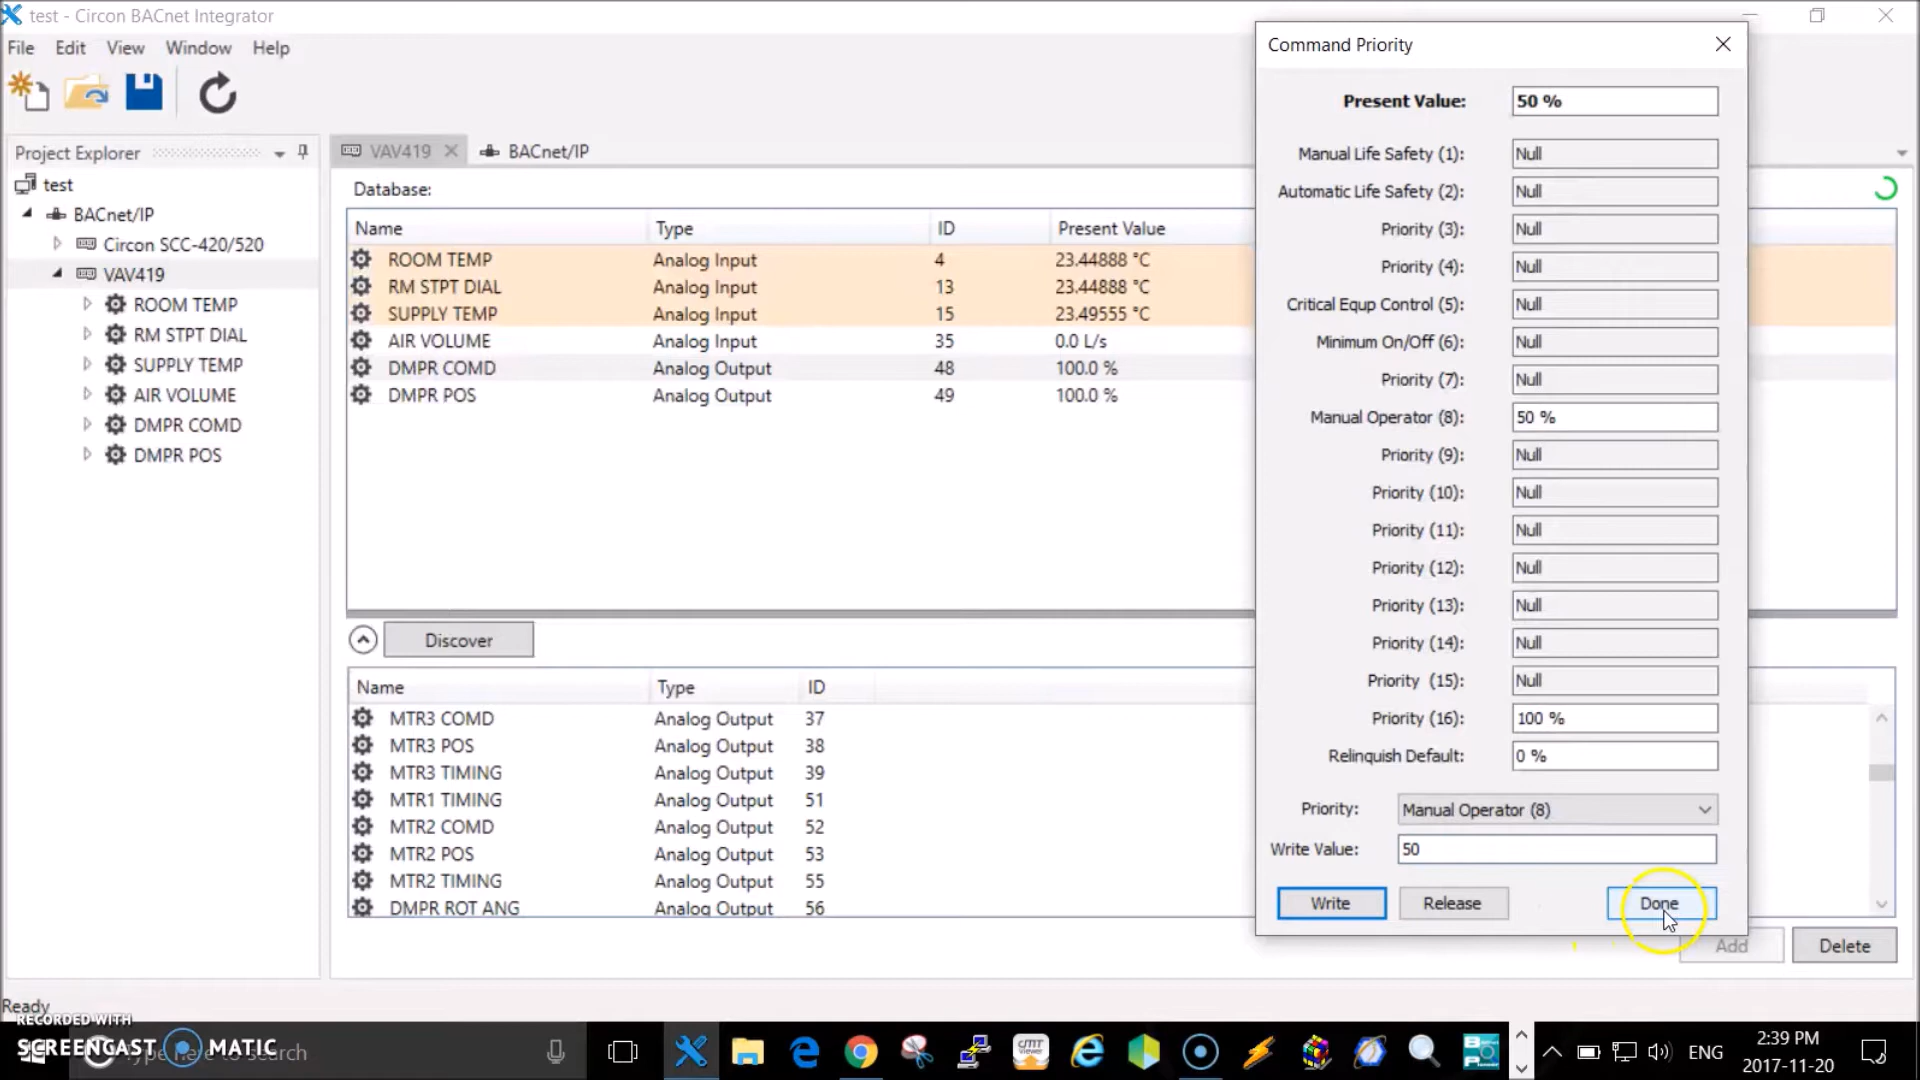 test - Circon BACnet Integrator
File Edit View Window Help
Project Explorer
test
BACnet/IP
Circon SCC-420/520
VAV419
ROOM TEMP
RM STPT DIAL
SUPPLY TEMP
AIR VOLUME
DMPR COMD
DMPR POS
VAV419 BACnet/IP
Database:
Name Type ID Present Value
ROOM TEMP Analog Input 4 23.44888 °C
RM STPT DIAL Analog Input 13 23.44888 °C
SUPPLY TEMP Analog Input 15 23.49555 °C
AIR VOLUME Analog Input 35 0.0 L/s
DMPR COMD Analog Output 48 100.0 %
DMPR POS Analog Output 49 100.0 %
Discover
Name Type ID
MTR3 COMD Analog Output 37
MTR3 POS Analog Output 38
MTR3 TIMING Analog Output 39
MTR1 TIMING Analog Output 51
MTR2 COMD Analog Output 52
MTR2 POS Analog Output 53
MTR2 TIMING Analog Output 55
DMPR ROT ANG Analog Output 56
Add Delete
Command Priority
Present Value: 50 %
Manual Life Safety (1): Null
Automatic Life Safety (2): Null
Priority (3): Null
Priority (4): Null
Critical Equp Control (5): Null
Minimum On/Off (6): Null
Priority (7): Null
Manual Operator (8): 50 %
Priority (9): Null
Priority (10): Null
Priority (11): Null
Priority (12): Null
Priority (13): Null
Priority (14): Null
Priority (15): Null
Priority (16): 100 %
Relinquish Default: 0 %
Priority: Manual Operator (8)
Write Value: 50
Write Release Done
Ready
RECORDED WITH
SCREENCAST MATIC
Type here to search
cMT
Viewer
ENG
2:39 PM
2017-11-20